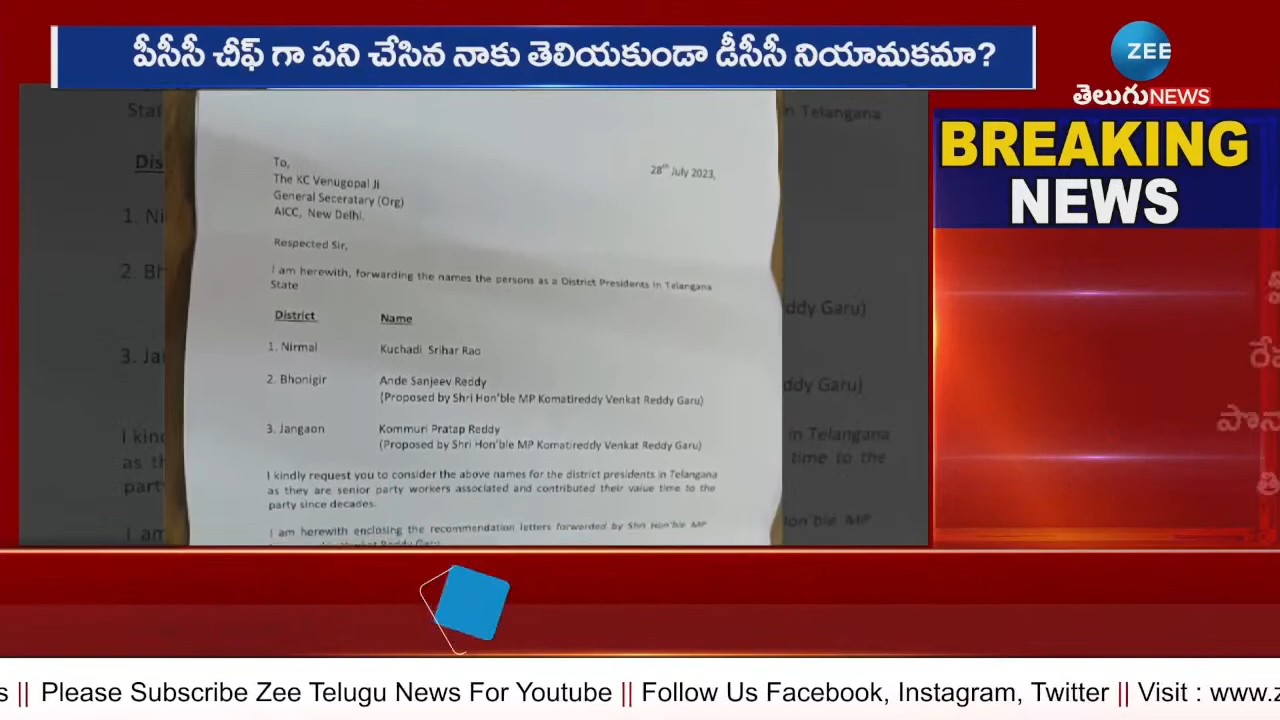 పీసీసీ చీఫ్ గా పని చేసిన నాకు తెలియకుండా డీసీసీ నియామకమా?
ZEE
తెలుగు NEWS
BREAKING
NEWS
To,
28th July 2023,
The KC Venugopal Ji
General Seceratary (Org)
AICC, New Delhi.
Respected Sir,
I am herewith, forwarding the names the persons as a District Presidents in Telangana
State
District Name
1. Nirmal Kuchadi Srihar Rao
2. Bhonigir Ande Sanjeev Reddy
(Proposed by Shri Hon'ble MP Komatireddy Venkat Reddy Garu)
3. Jangaon Kommuri Pratap Reddy
(Proposed by Shri Hon'ble MP Komatireddy Venkat Reddy Garu)
I kindly request you to consider the above names for the district presidents in Telangana
as they are senior party workers associated and contributed their value time to the
party since decades.
I am herewith enclosing the recommendation letters forwarded by Shri Hon'ble MP
|| Please Subscribe Zee Telugu News For Youtube || Follow Us Facebook, Instagram, Twitter || Visit : www.z